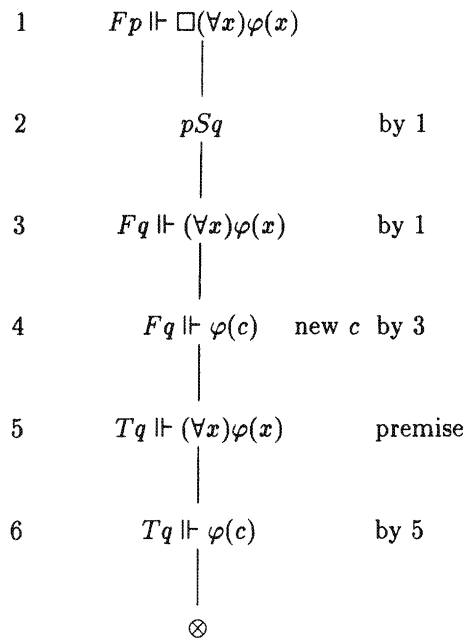 1 Fp ⊩ □(∀x)φ(x)
2 pSq by 1
3 Fq ⊩ (∀x)φ(x) by 1
4 Fq ⊩ φ(c) new c by 3
5 Tq ⊩ (∀x)φ(x) premise
6 Tq ⊩ φ(c) by 5
⊗